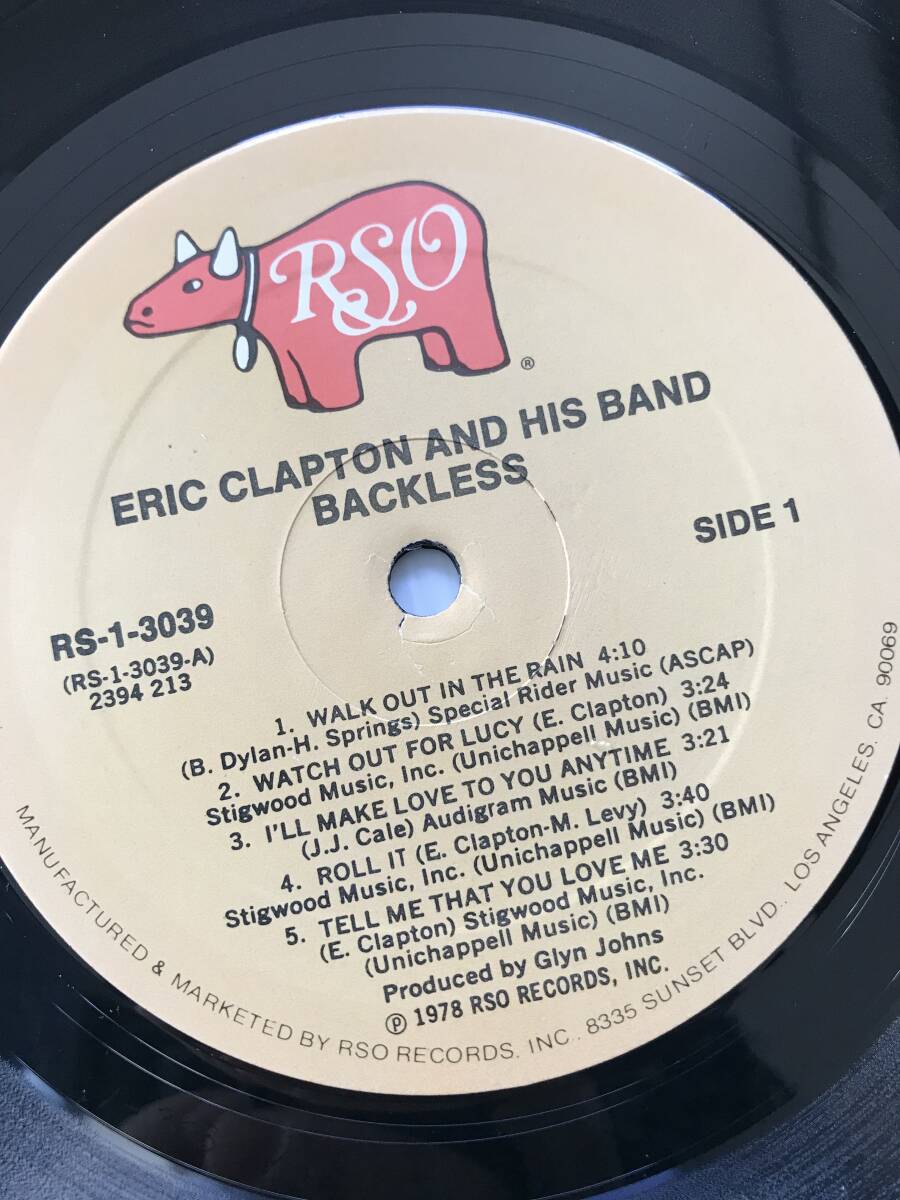 RSO
®
ERIC CLAPTON AND HIS BAND
BACKLESS
SIDE 1
RS-1-3039
(RS-1-3039-A)
2394 213
1. WALK OUT IN THE RAIN 4:10
(B. Dylan-H. Springs) Special Rider Music (ASCAP)
2. WATCH OUT FOR LUCY (E. Clapton) 3:24
Stigwood Music, Inc. (Unichappell Music) (BMI)
3. I'LL MAKE LOVE TO YOU ANYTIME 3:21
(J.J. Cale) Audigram Music (BMI)
4. ROLL IT (E. Clapton-M. Levy) 3:40
Stigwood Music, Inc. (Unichappell Music) (BMI)
5. TELL ME THAT YOU LOVE ME 3:30
(E. Clapton) Stigwood Music, Inc.
(Unichappell Music) (BMI)
Produced by Glyn Johns
℗ 1978 RSO RECORDS, INC.
MANUFACTURED & MARKETED BY RSO RECORDS, INC., 8335 SUNSET BLVD., LOS ANGELES, CA. 90069